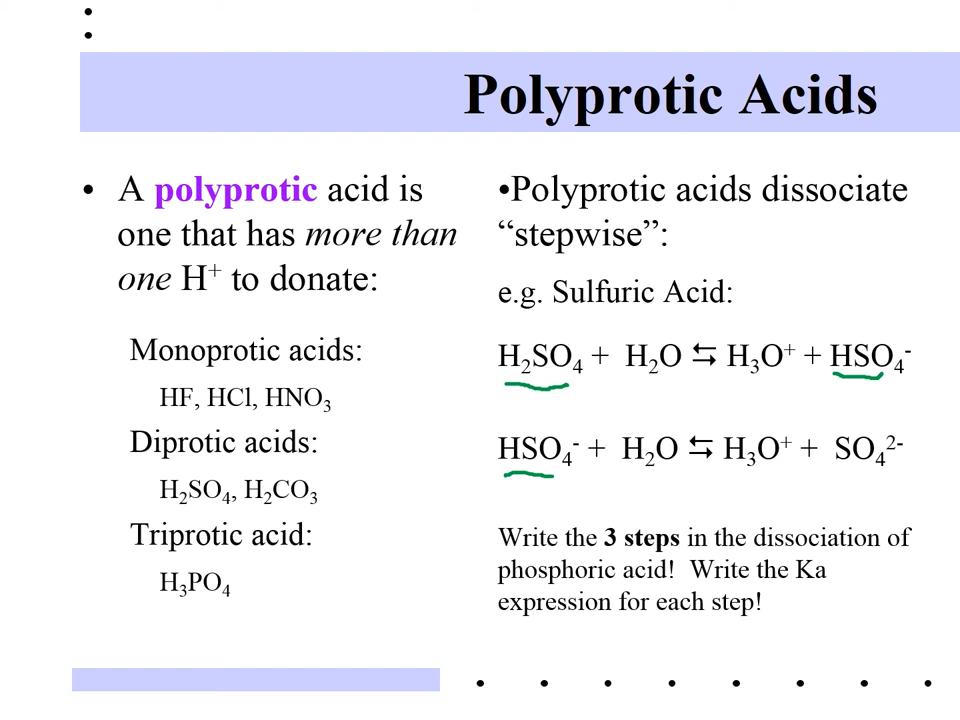 Polyprotic Acids
• A polyprotic acid is
one that has more than
one H⁺ to donate:
Monoprotic acids:
HF, HCl, HNO₃
Diprotic acids:
H₂SO₄, H₂CO₃
Triprotic acid:
H₃PO₄
•Polyprotic acids dissociate
“stepwise”:
e.g. Sulfuric Acid:
H₂SO₄ + H₂O ⇆ H₃O⁺ + HSO₄⁻
HSO₄⁻ + H₂O ⇆ H₃O⁺ + SO₄²⁻
Write the 3 steps in the dissociation of
phosphoric acid! Write the Ka
expression for each step!